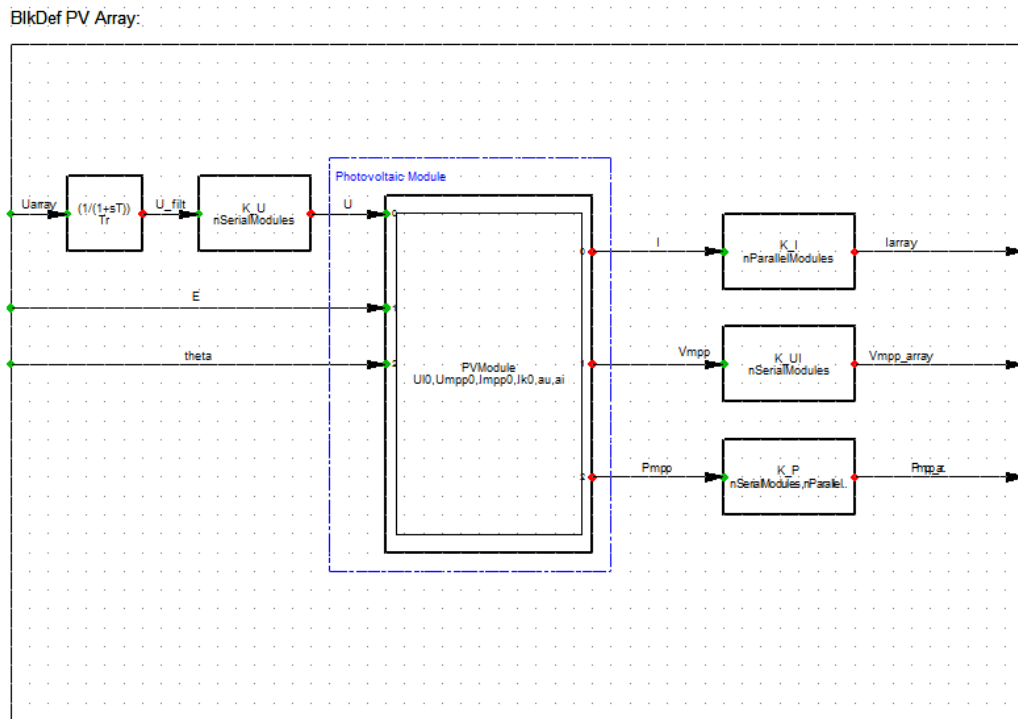 BlkDef PV Array:
Photovoltaic Module
Uarray
(1/(1+sT))
Tr
U_filt
K_U
nSerialModules
U
0
E
1
theta
2
PVModule
Ul0,Umpp0,Impp0,Ik0,au,ai
0
I
K_I
nParallelModules
Iarray
1
Vmpp
K_UI
nSerialModules
Vmpp_array
2
Pmpp
K_P
nSerialModules,nParallel..